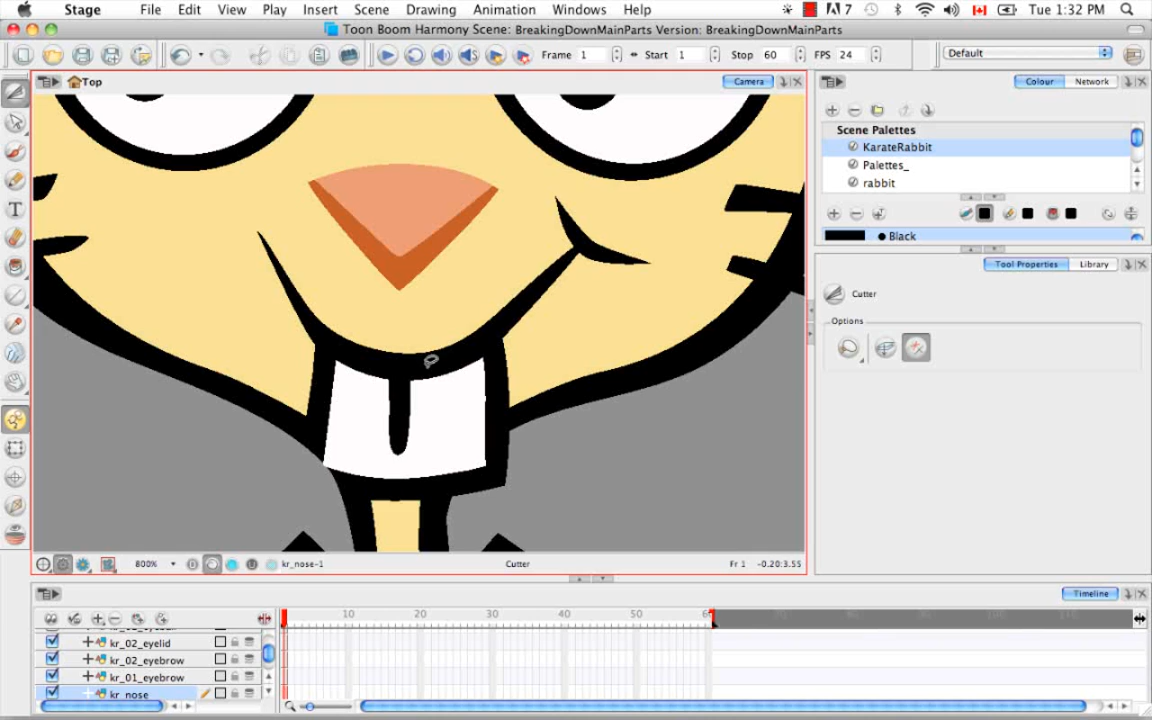 Stage File Edit View Play Insert Scene Drawing Animation Windows Help 7 Tue 1:32 PM
Toon Boom Harmony Scene: BreakingDownMainParts Version: BreakingDownMainParts
Frame 1 Start 1 Stop 60 FPS 24 Default
Top Camera Colour Network
Scene Palettes
KarateRabbit
Palettes_
rabbit
Black
Tool Properties Library
Cutter
Options
T
800% kr_nose-1 Cutter Fr 1 -0.20:3.55
Timeline
10 20 30 40 50
kr_02_eyelid
kr_02_eyebrow
kr_01_eyebrow
kr_nose